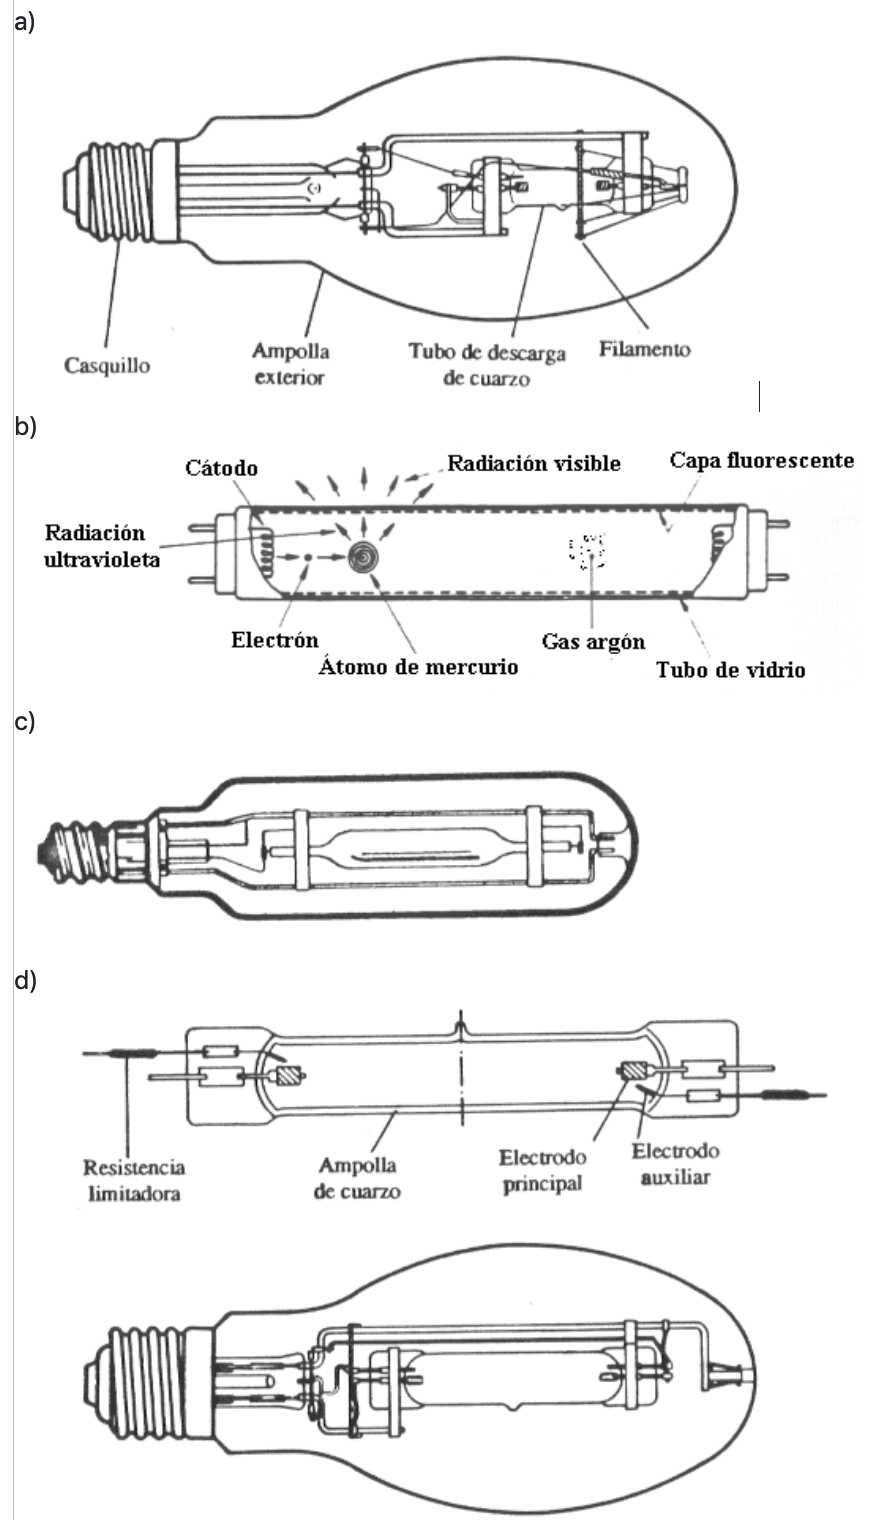 a)
Casquillo
Ampolla
exterior
Tubo de descarga
de cuarzo
Filamento
b)
Cátodo
Radiación visible
Capa fluorescente
Radiación
ultravioleta
Electrón
Átomo de mercurio
Gas argón
Tubo de vidrio
c)
d)
Resistencia
limitadora
Ampolla
de cuarzo
Electrodo
principal
Electrodo
auxiliar